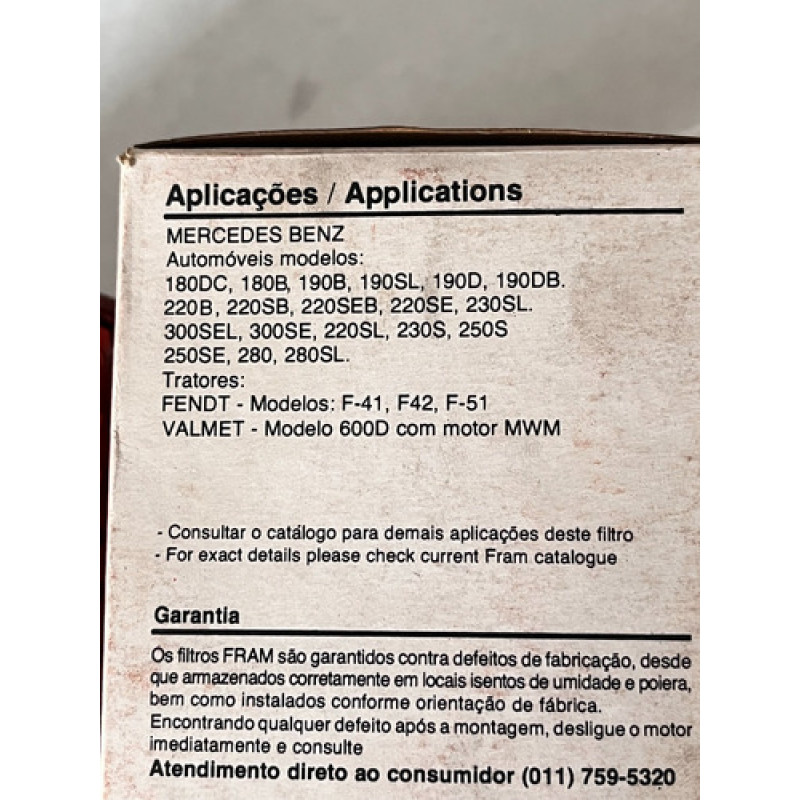 Aplicações / Applications
MERCEDES BENZ
Automóveis modelos:
180DC, 180B, 190B, 190SL, 190D, 190DB.
220B, 220SB, 220SEB, 220SE, 230SL.
300SEL, 300SE, 220SL, 230S, 250S
250SE, 280, 280SL.
Tratores:
FENDT - Modelos: F-41, F42, F-51
VALMET - Modelo 600D com motor MWM
- Consultar o catálogo para demais aplicações deste filtro
- For exact details please check current Fram catalogue
Garantia
Os filtros FRAM são garantidos contra defeitos de fabricação, desde
que armazenados corretamente em locais isentos de umidade e poiera,
bem como instalados conforme orientação de fábrica.
Encontrando qualquer defeito após a montagem, desligue o motor
imediatamente e consulte
Atendimento direto ao consumidor (011) 759-5320